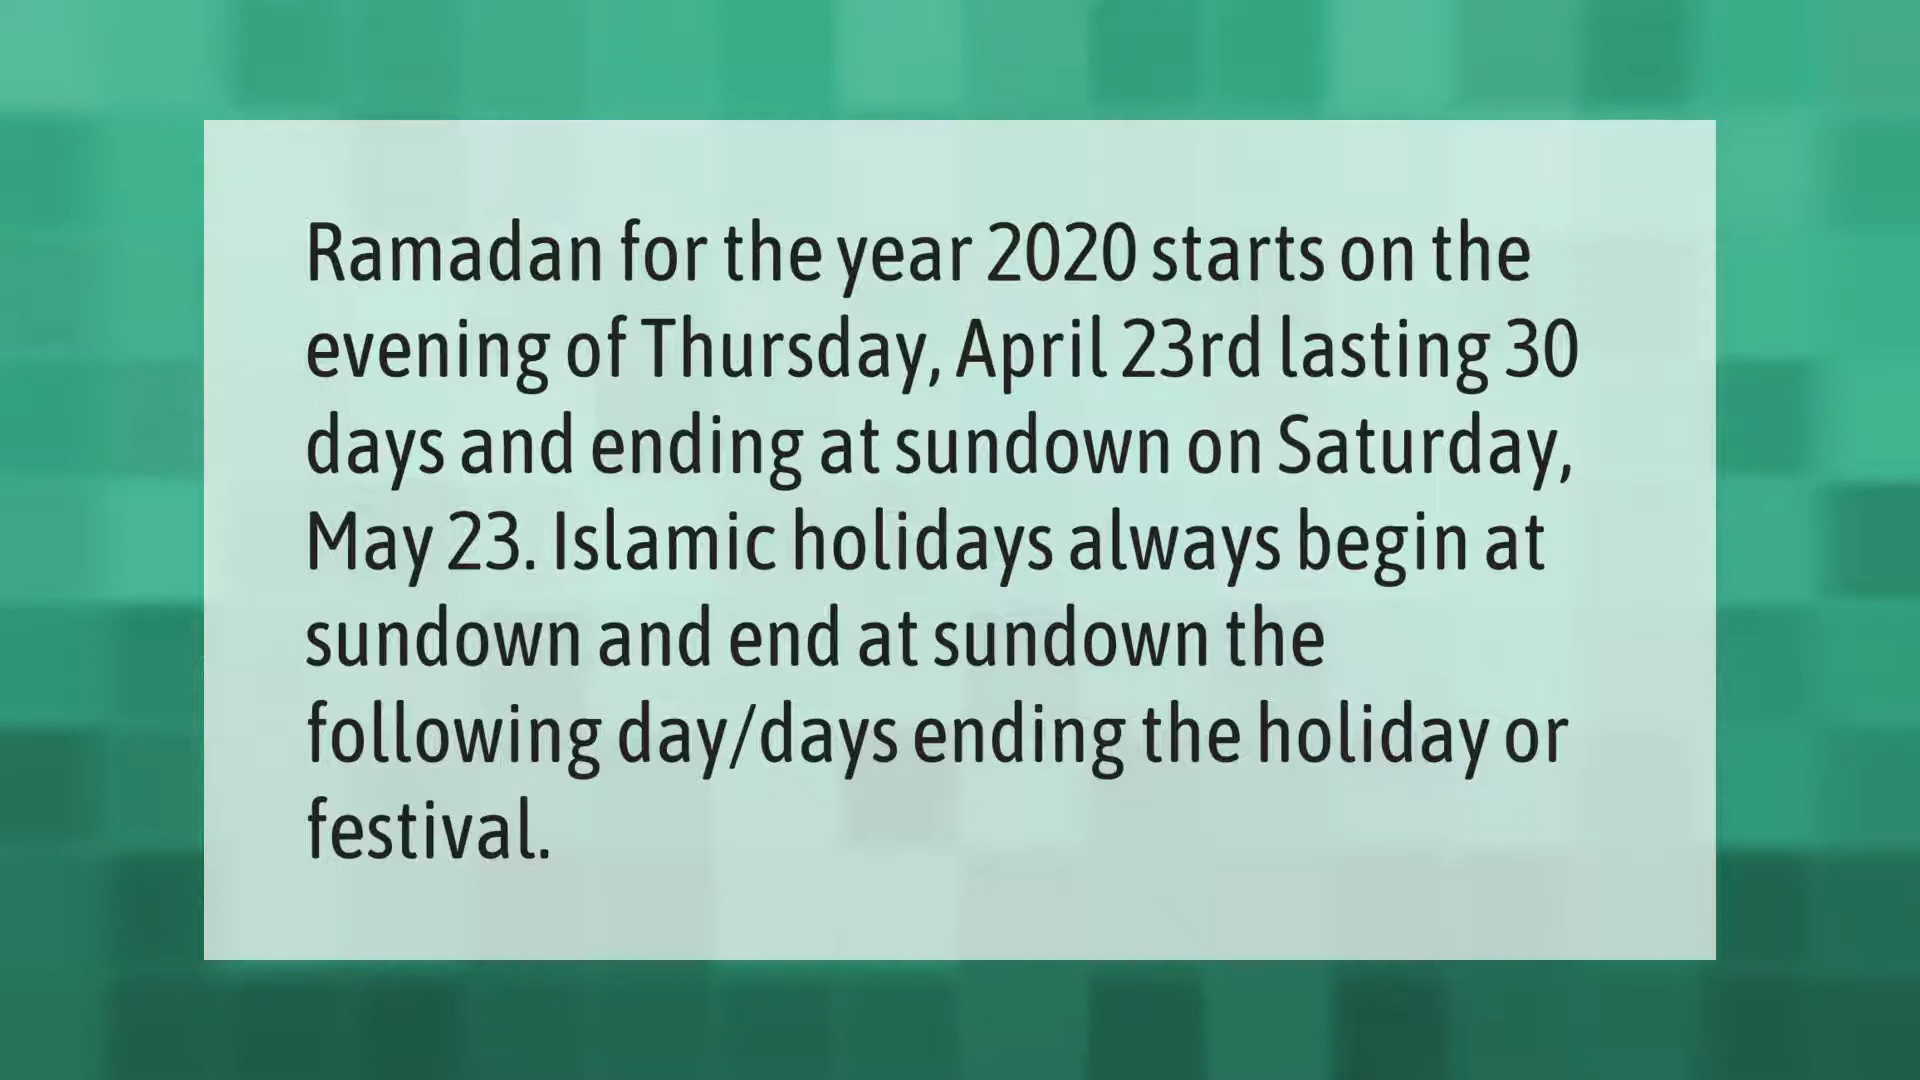 Ramadan for the year 2020 starts on the
evening of Thursday, April 23rd lasting 30
days and ending at sundown on Saturday,
May 23. Islamic holidays always begin at
sundown and end at sundown the
following day/days ending the holiday or
festival.